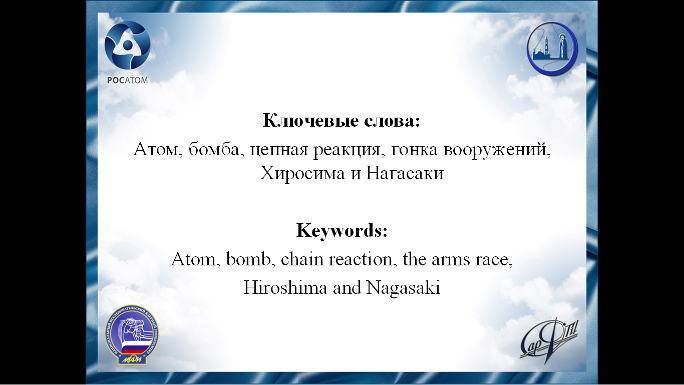 РОСАТОМ
Ключевые слова:
Атом, бомба, цепная реакция, гонка вооружений,
Хиросима и Нагасаки
Keywords:
Atom, bomb, chain reaction, the arms race,
Hiroshima and Nagasaki
СарФТИ